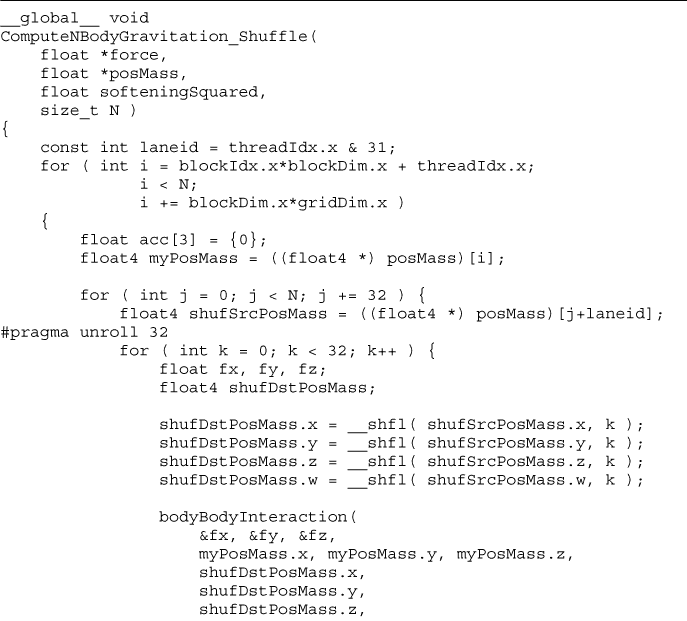 __global__ void
ComputeNBodyGravitation_Shuffle(
    float *force,
    float *posMass,
    float softeningSquared,
    size_t N )
{
    const int laneid = threadIdx.x & 31;
    for ( int i = blockIdx.x*blockDim.x + threadIdx.x;
              i < N;
              i += blockDim.x*gridDim.x )
    {
        float acc[3] = {0};
        float4 myPosMass = ((float4 *) posMass)[i];

        for ( int j = 0; j < N; j += 32 ) {
            float4 shufSrcPosMass = ((float4 *) posMass)[j+laneid];
#pragma unroll 32
            for ( int k = 0; k < 32; k++ ) {
                float fx, fy, fz;
                float4 shufDstPosMass;

                shufDstPosMass.x = __shfl( shufSrcPosMass.x, k );
                shufDstPosMass.y = __shfl( shufSrcPosMass.y, k );
                shufDstPosMass.z = __shfl( shufSrcPosMass.z, k );
                shufDstPosMass.w = __shfl( shufSrcPosMass.w, k );

                bodyBodyInteraction(
                    &fx, &fy, &fz,
                    myPosMass.x, myPosMass.y, myPosMass.z,
                    shufDstPosMass.x,
                    shufDstPosMass.y,
                    shufDstPosMass.z,